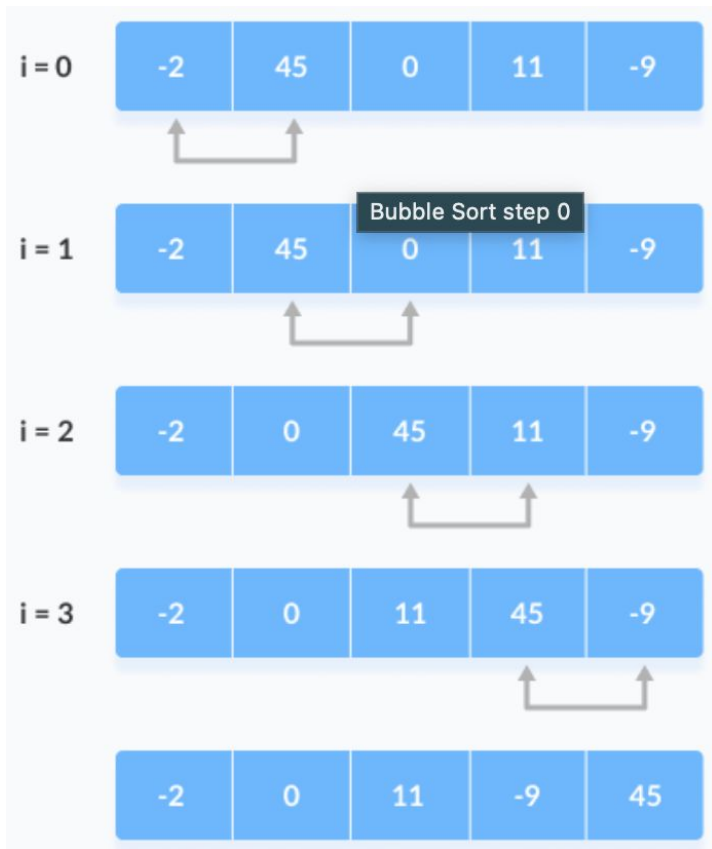 i = 0 -2 45 0 11 -9
Bubble Sort step 0
i = 1 -2 45 0 11 -9
i = 2 -2 0 45 11 -9
i = 3 -2 0 11 45 -9
-2 0 11 -9 45